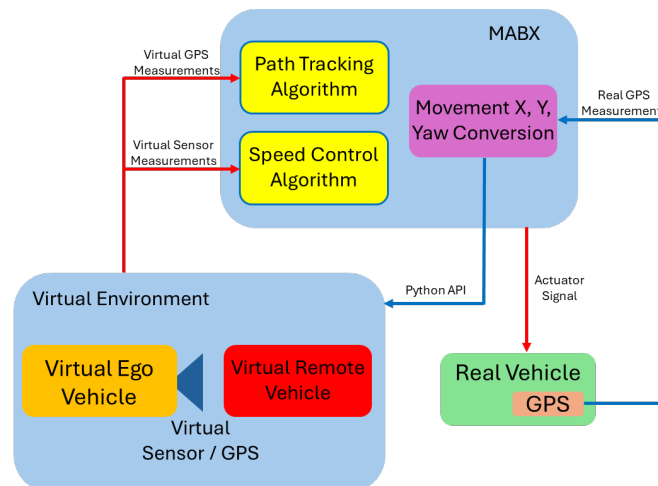 MABX
Virtual GPS
Measurements
Path Tracking
Algorithm
Movement X, Y,
Yaw Conversion
Real GPS
Measurement
Virtual Sensor
Measurements
Speed Control
Algorithm
Virtual Environment
Python API
Actuator
Signal
Virtual Ego
Vehicle
Virtual Remote
Vehicle
Virtual
Sensor / GPS
Real Vehicle
GPS